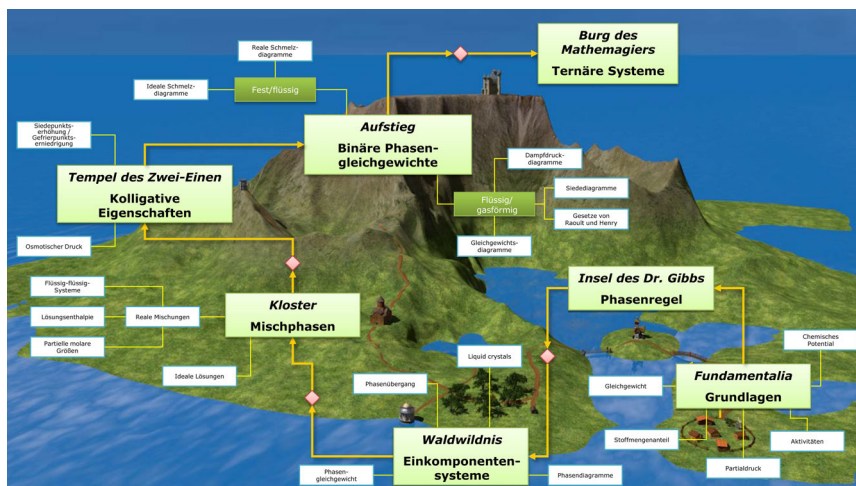 Burg des
Mathemagiers
Ternäre Systeme
Reale Schmelz-
diagramme
Ideale Schmelz-
diagramme
Fest/flüssig
Aufstieg
Binäre Phasen-
gleichgewichte
Siedepunkts-
erhöhung /
Gefrierpunkts-
erniedrigung
Tempel des Zwei-Einen
Kolligative
Eigenschaften
Osmotischer Druck
Dampfdruck-
diagramme
Flüssig/
gasförmig
Siedediagramme
Gesetze von
Raoult und Henry
Gleichgewichts-
diagramme
Insel des Dr. Gibbs
Phasenregel
Flüssig-flüssig-
Systeme
Lösungsenthalpie
Partielle molare
Größen
Reale Mischungen
Kloster
Mischphasen
Ideale Lösungen
Chemisches
Potential
Gleichgewicht
Fundamentalia
Grundlagen
Stoffmengenanteil
Aktivitäten
Partialdruck
Liquid crystals
Phasenübergang
Waldwildnis
Einkomponenten-
systeme
Phasen-
gleichgewicht
Phasendiagramme